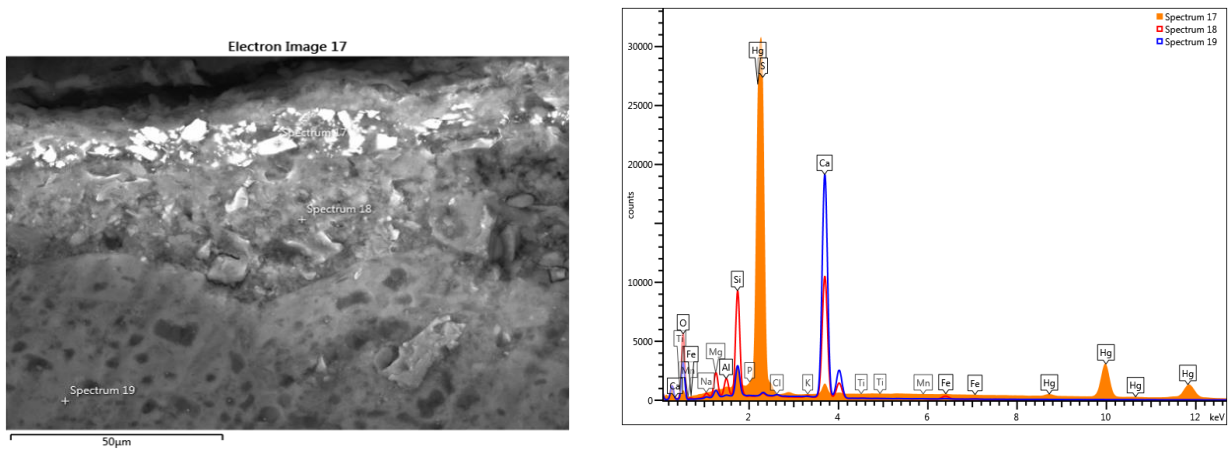 Electron Image 17
Spectrum 17
Spectrum 18
Spectrum 19
50µm
Spectrum 17
Spectrum 18
Spectrum 19
counts
30000
25000
20000
10000
5000
0
Hg
S
Ca
Si
O
Ti
Fe
Mn
Ca
Na
Mg
Al
P
Cl
K
Ti
Ti
Mn
Fe
Fe
Hg
Hg
Hg
Hg
2
4
6
8
10
12
keV